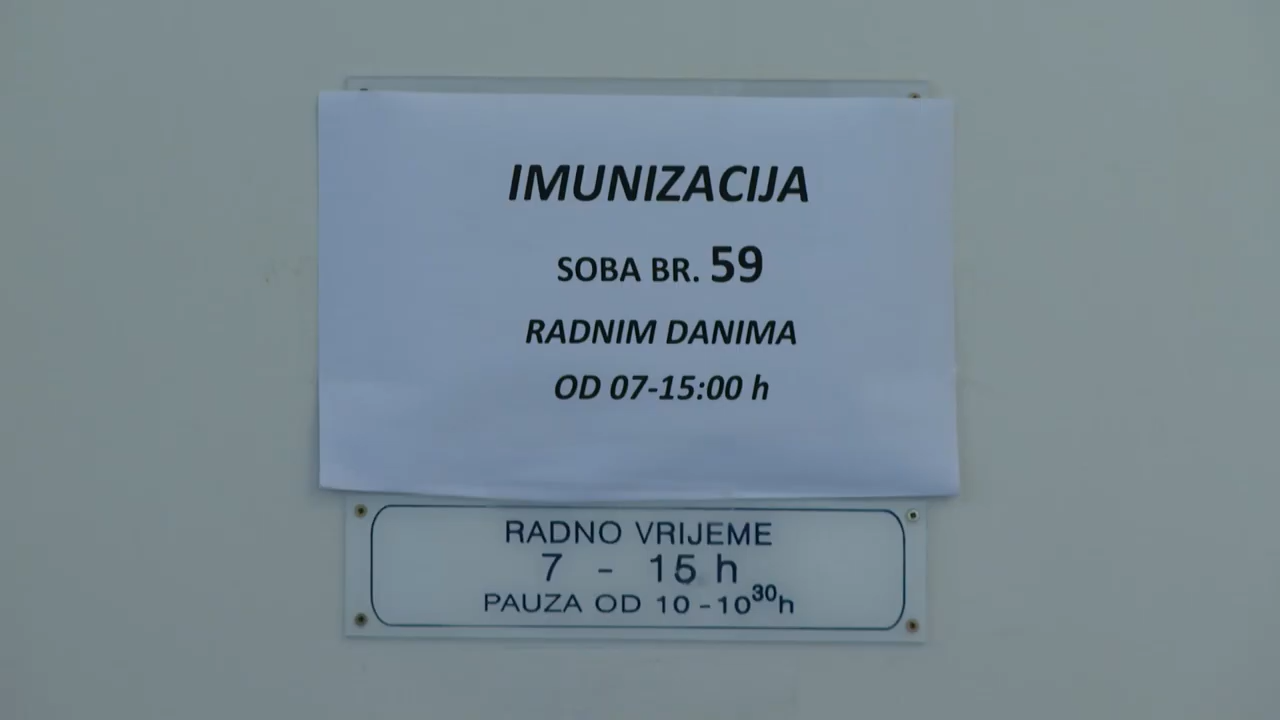 IMUNIZACIJA
SOBA BR. 59
RADNIM DANIMA
OD 07-15:00 h
RADNO VRIJEME
7 - 15 h
PAUZA OD 10 - 10³⁰h